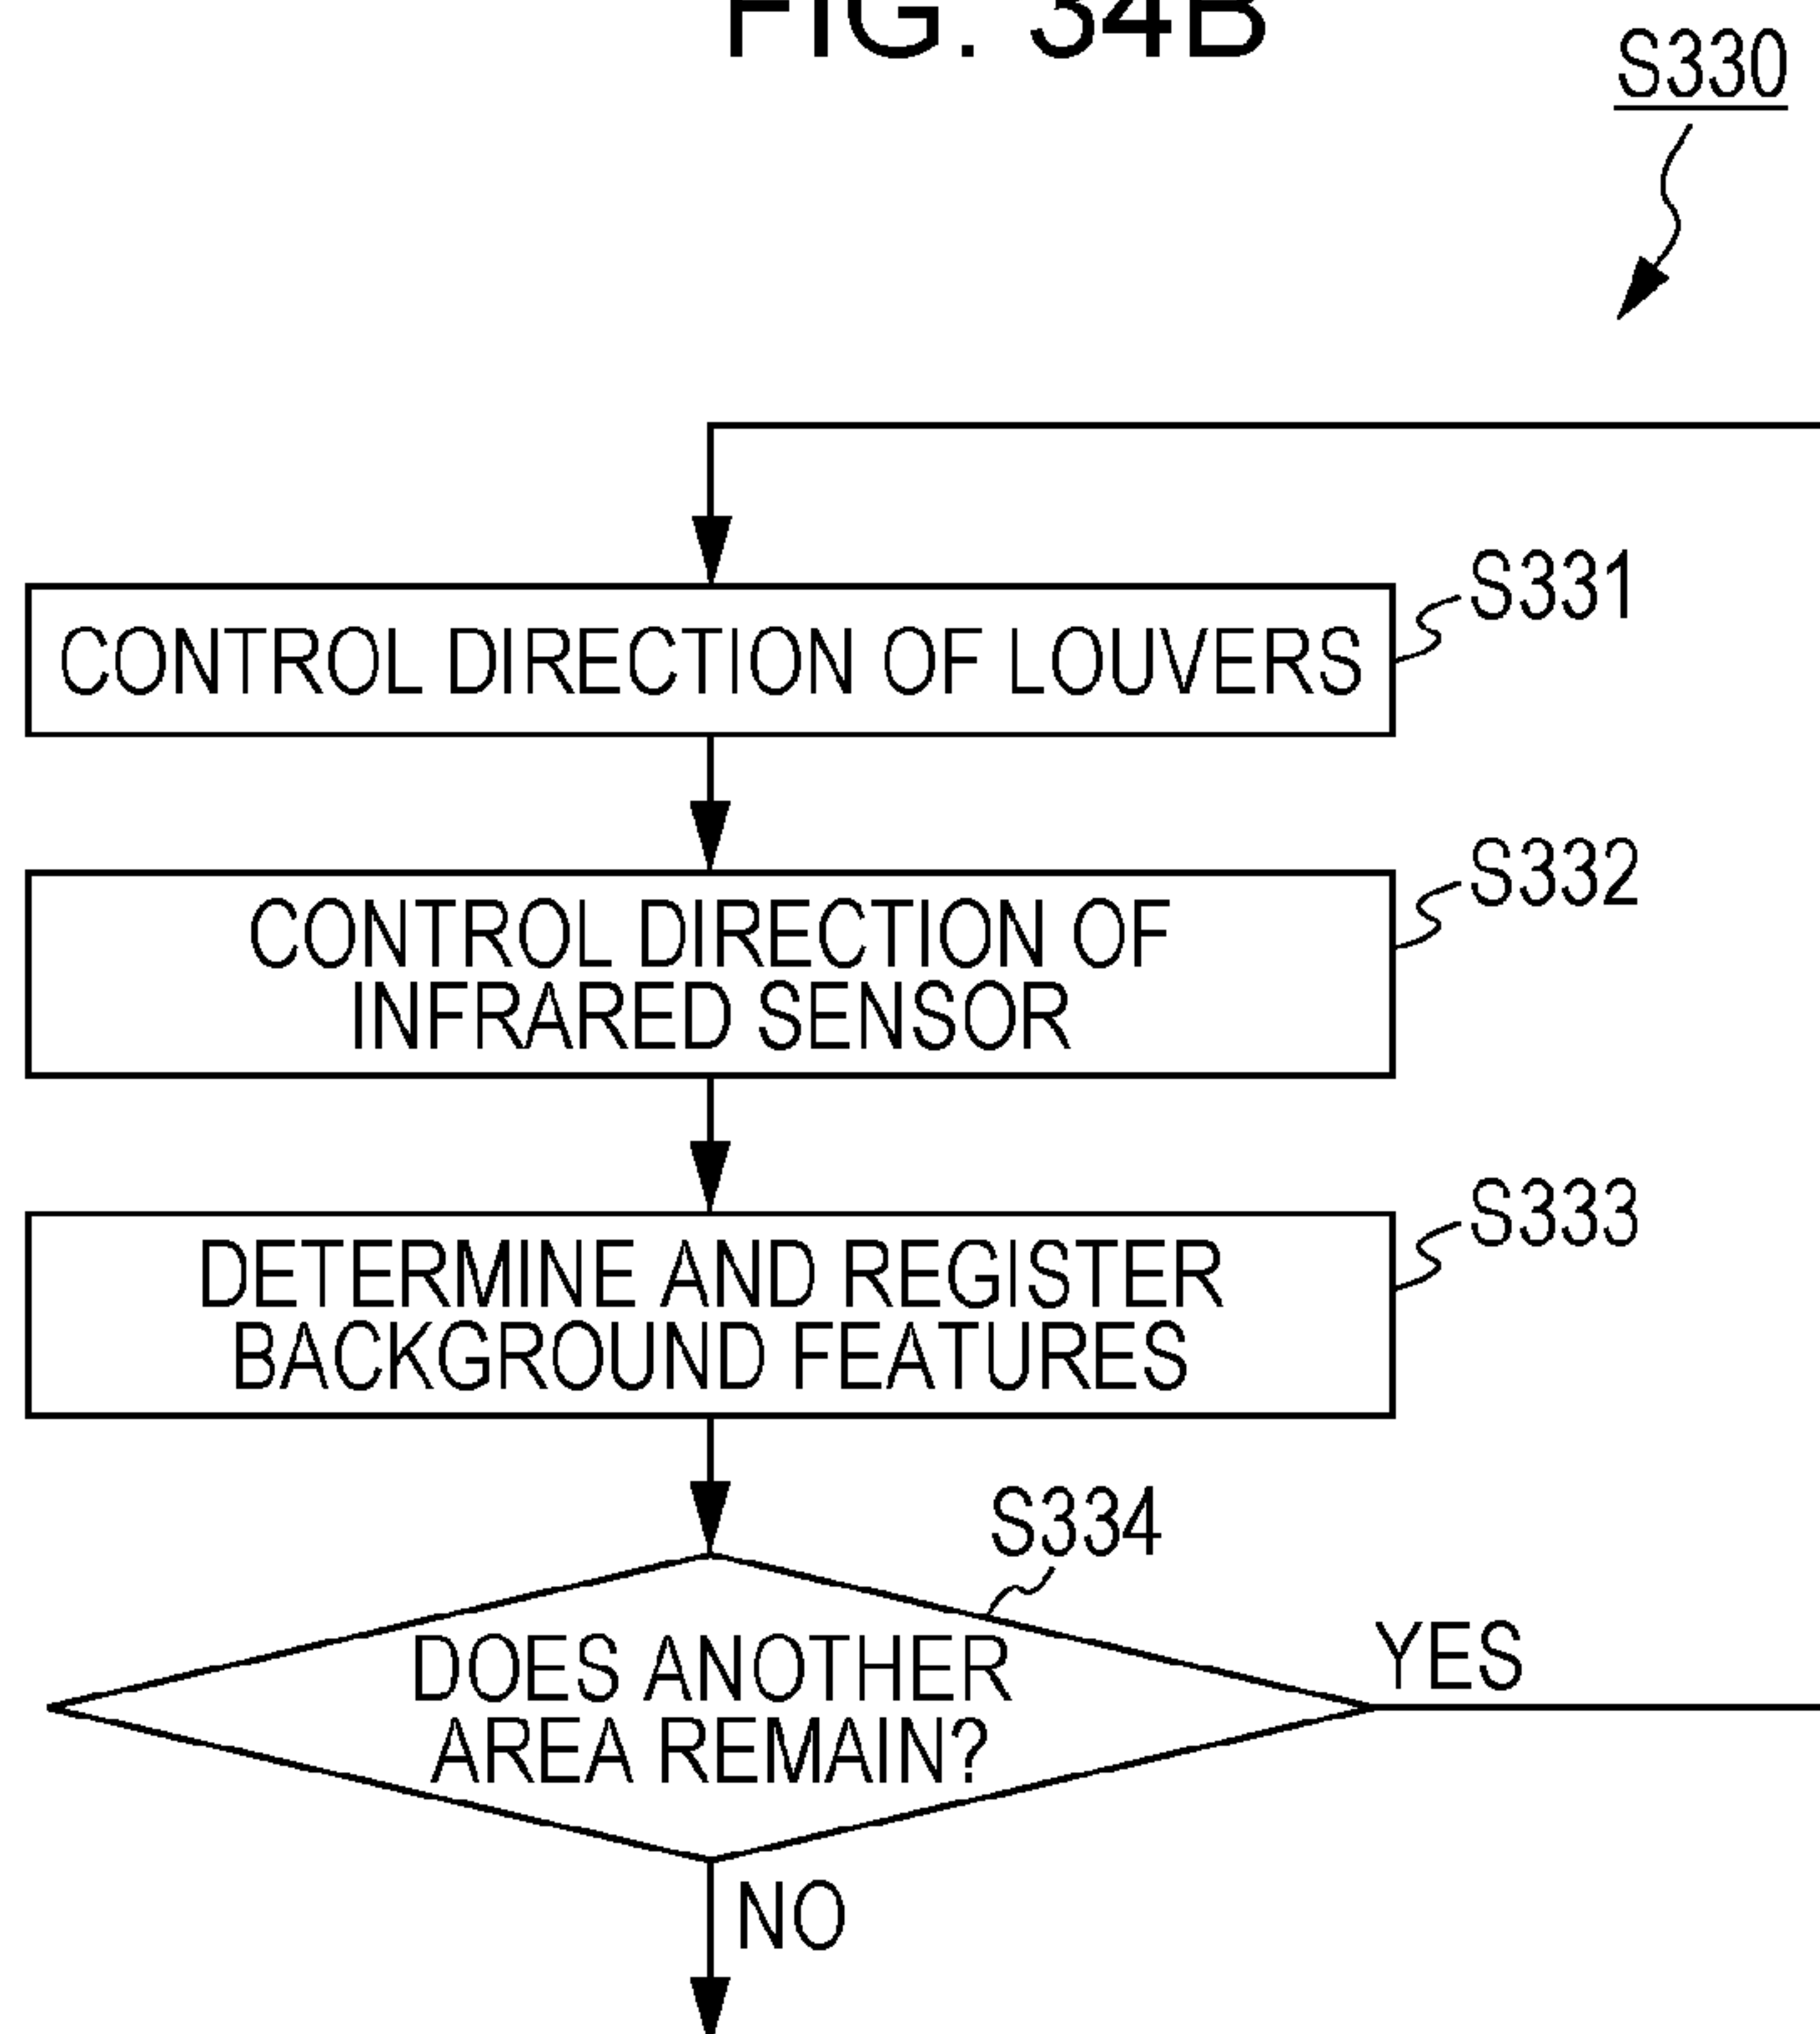 FIG. 34B
S330
S331
CONTROL DIRECTION OF LOUVERS
S332
CONTROL DIRECTION OF
INFRARED SENSOR
S333
DETERMINE AND REGISTER
BACKGROUND FEATURES
S334
DOES ANOTHER
AREA REMAIN?
YES
NO